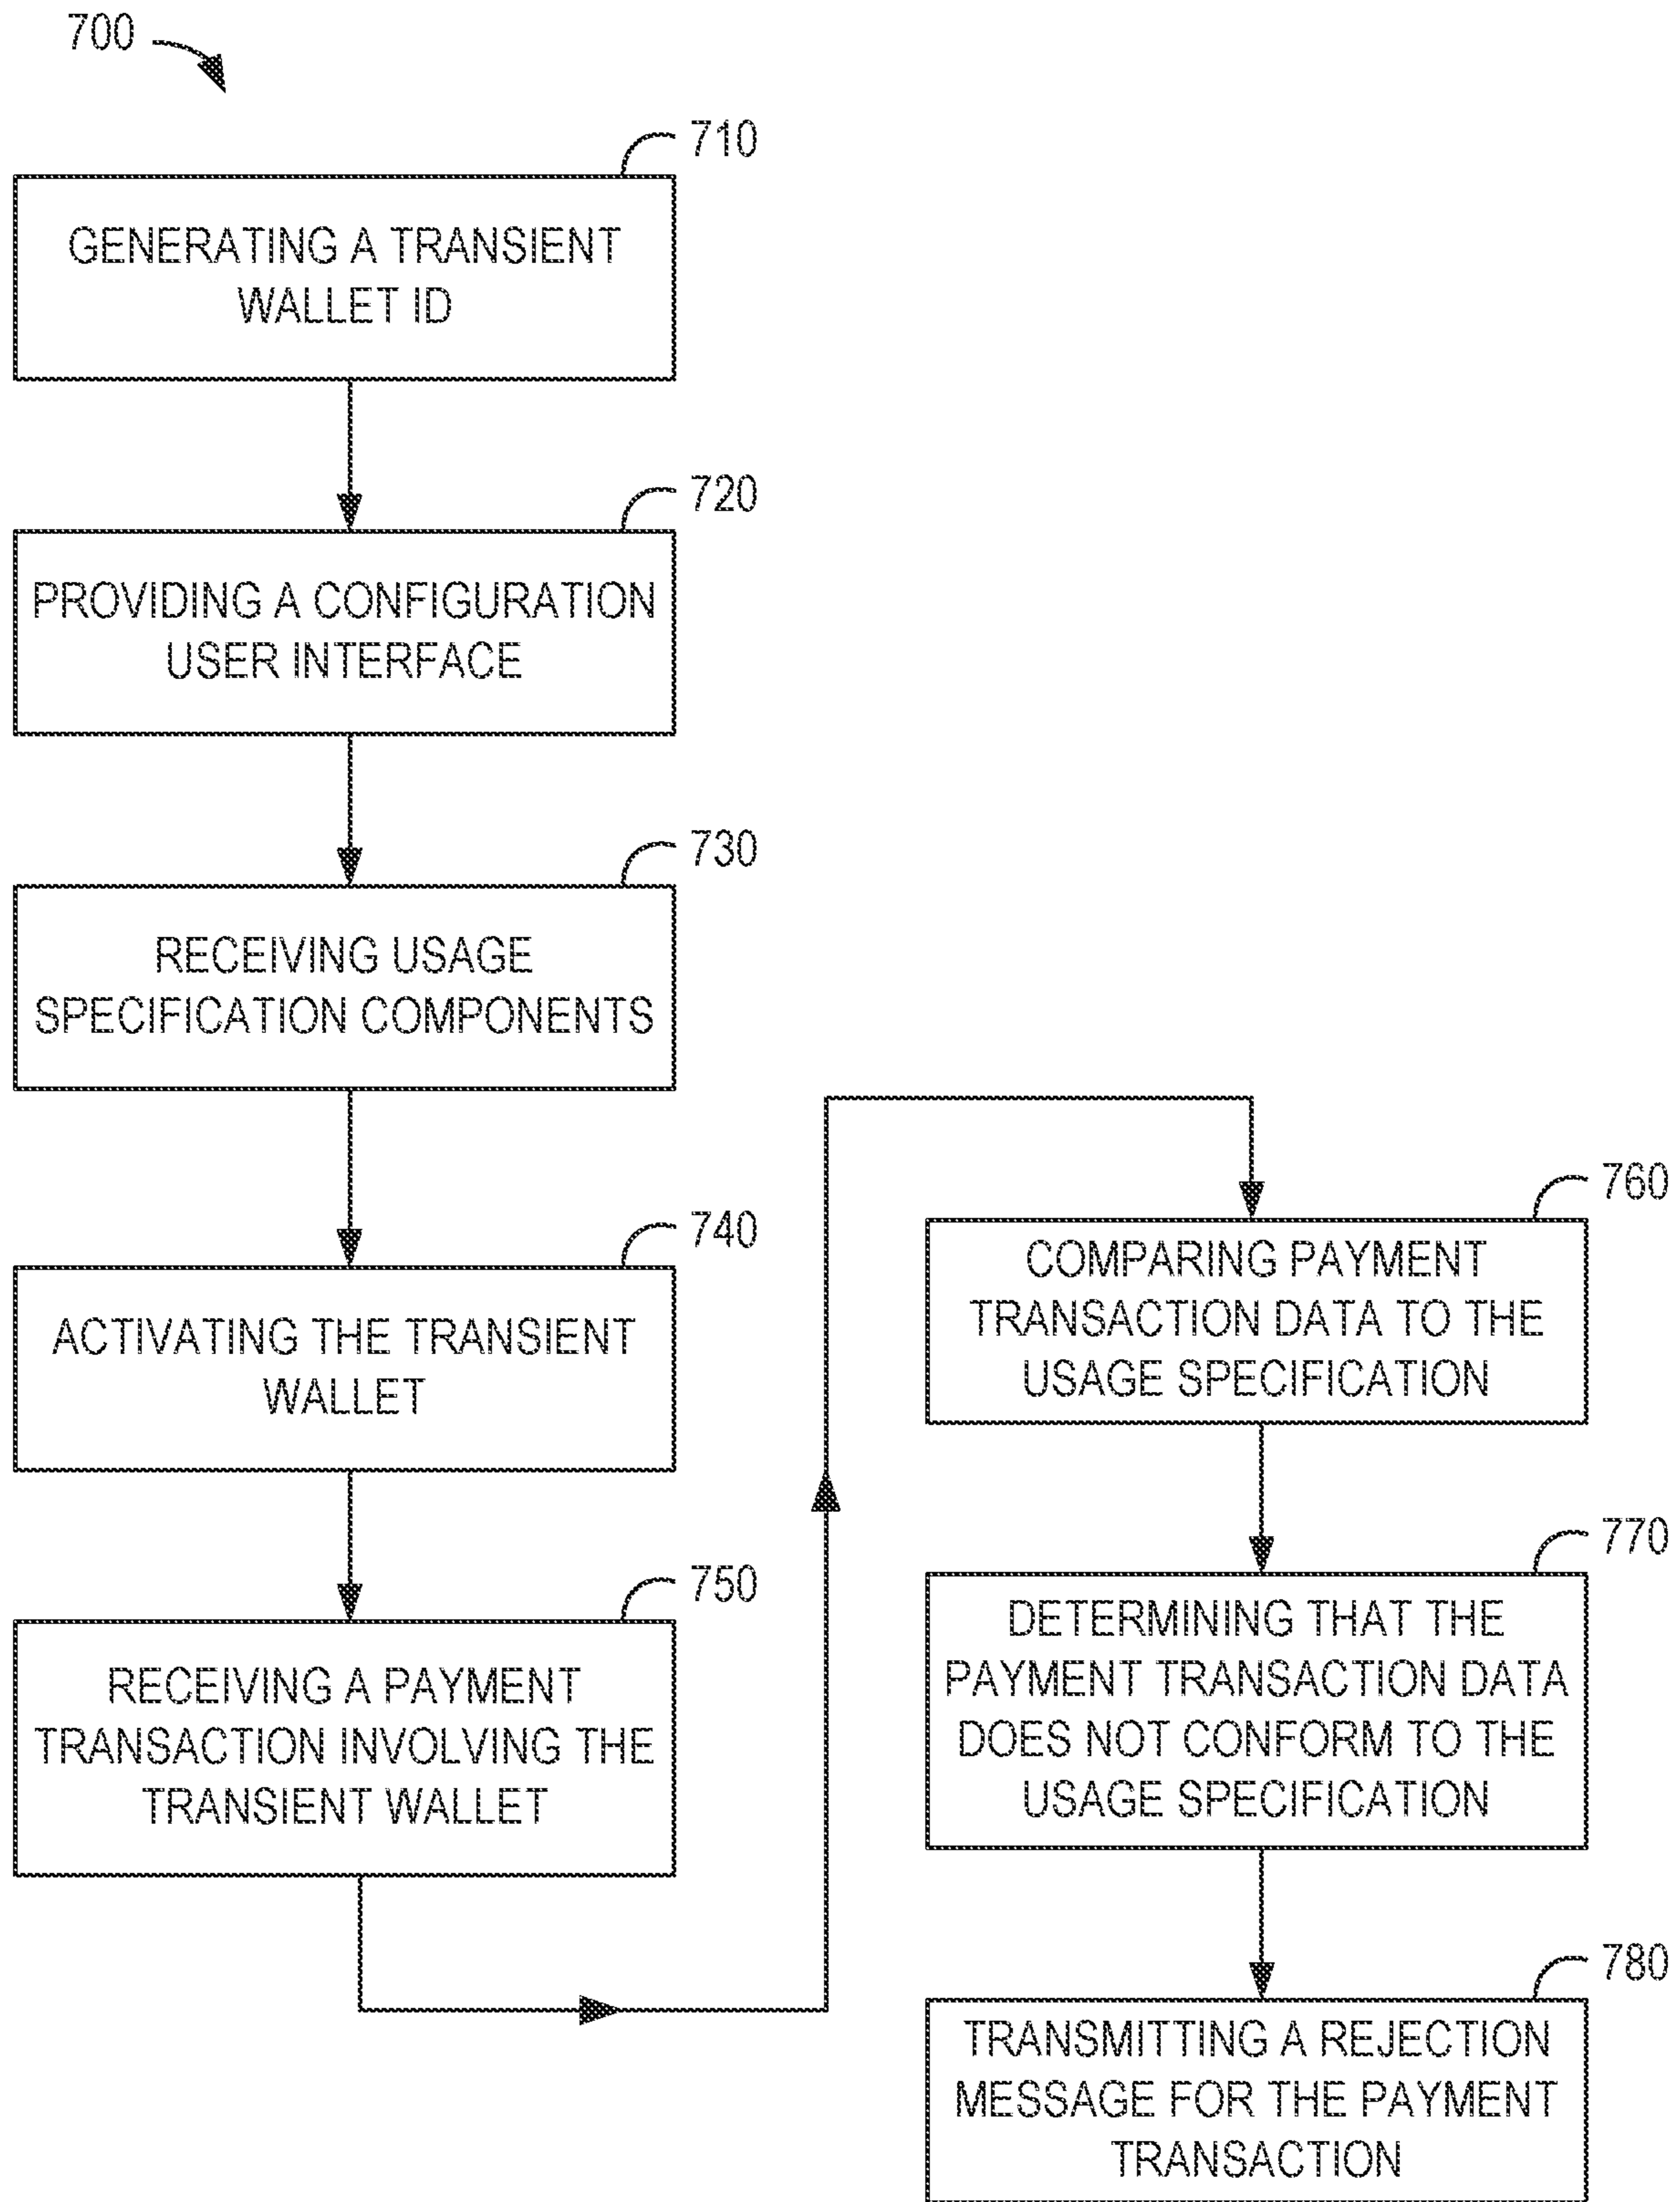 700
710
GENERATING A TRANSIENT
WALLET ID
720
PROVIDING A CONFIGURATION
USER INTERFACE
730
RECEIVING USAGE
SPECIFICATION COMPONENTS
740
ACTIVATING THE TRANSIENT
WALLET
750
RECEIVING A PAYMENT
TRANSACTION INVOLVING THE
TRANSIENT WALLET
760
COMPARING PAYMENT
TRANSACTION DATA TO THE
USAGE SPECIFICATION
770
DETERMINING THAT THE
PAYMENT TRANSACTION DATA
DOES NOT CONFORM TO THE
USAGE SPECIFICATION
780
TRANSMITTING A REJECTION
MESSAGE FOR THE PAYMENT
TRANSACTION